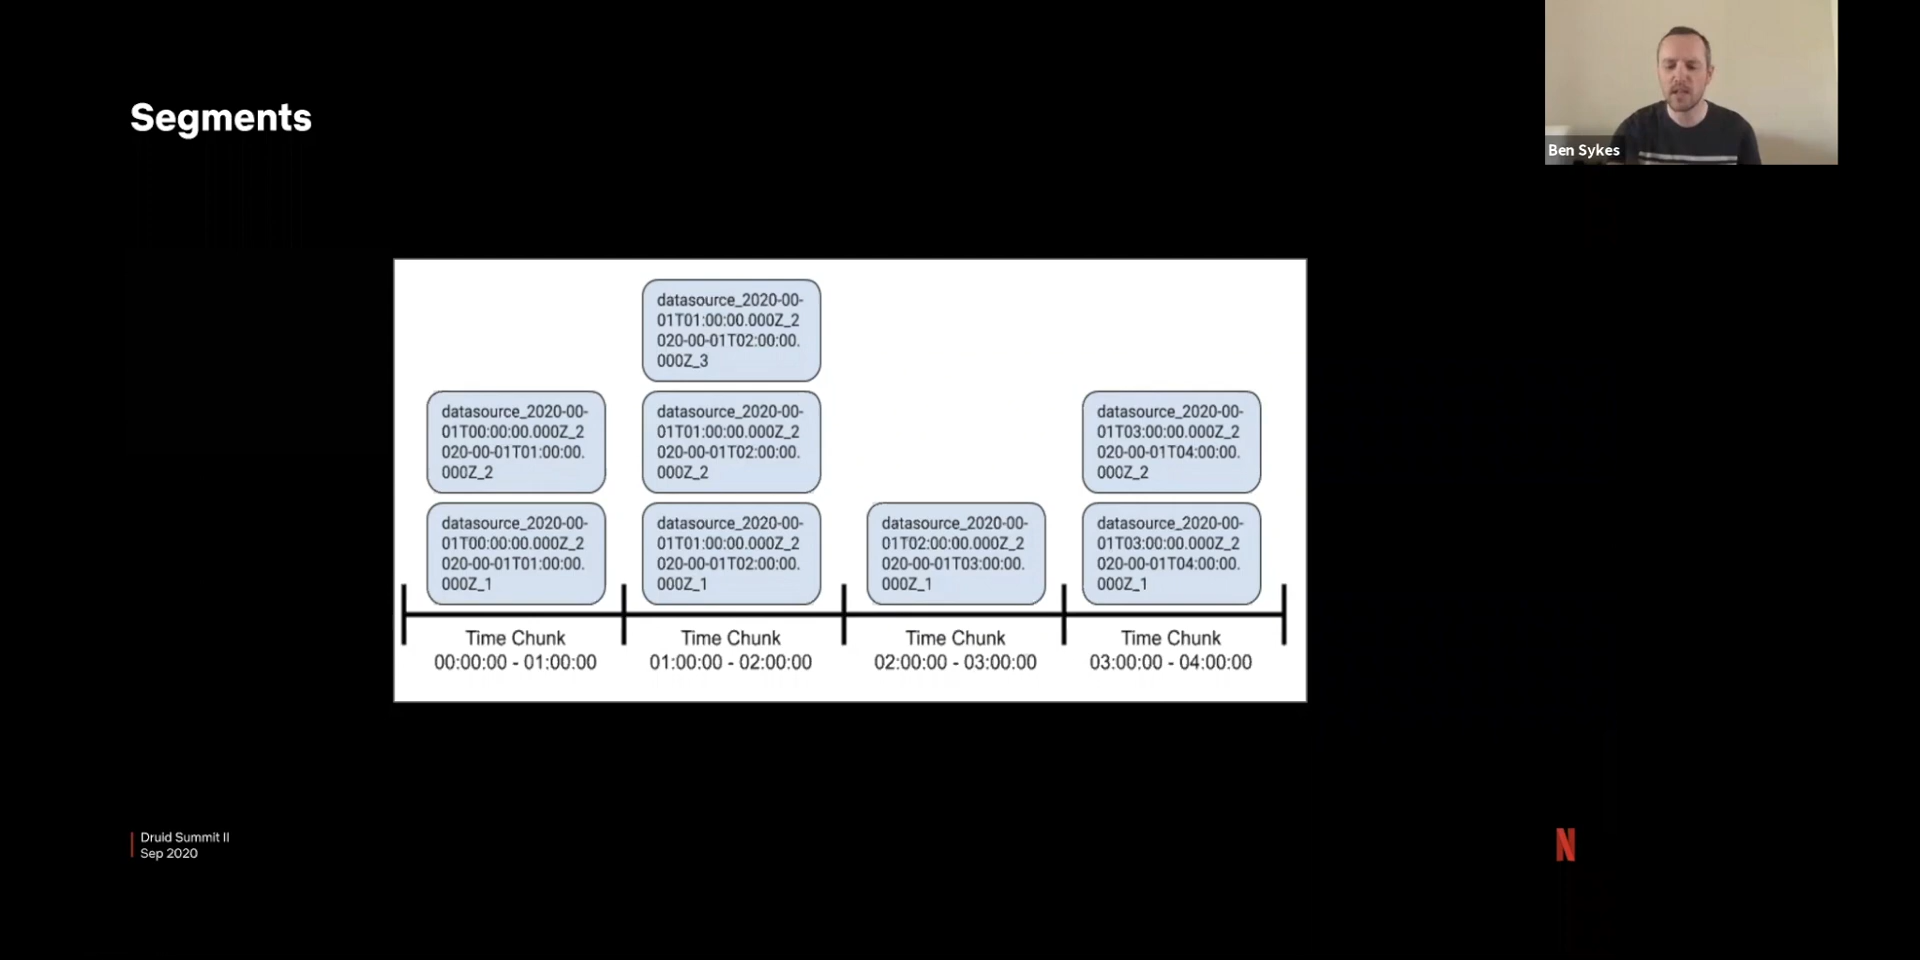 Segments
Ben Sykes
datasource_2020-00-
01T01:00:00.000Z_2
020-00-01T02:00:00.
000Z_3
datasource_2020-00-
01T00:00:00.000Z_2
020-00-01T01:00:00.
000Z_2
datasource_2020-00-
01T01:00:00.000Z_2
020-00-01T02:00:00.
000Z_2
datasource_2020-00-
01T03:00:00.000Z_2
020-00-01T04:00:00.
000Z_2
datasource_2020-00-
01T00:00:00.000Z_2
020-00-01T01:00:00.
000Z_1
datasource_2020-00-
01T01:00:00.000Z_2
020-00-01T02:00:00.
000Z_1
datasource_2020-00-
01T02:00:00.000Z_2
020-00-01T03:00:00.
000Z_1
datasource_2020-00-
01T03:00:00.000Z_2
020-00-01T04:00:00.
000Z_1
Time Chunk
00:00:00 - 01:00:00
Time Chunk
01:00:00 - 02:00:00
Time Chunk
02:00:00 - 03:00:00
Time Chunk
03:00:00 - 04:00:00
Druid Summit II
Sep 2020
N